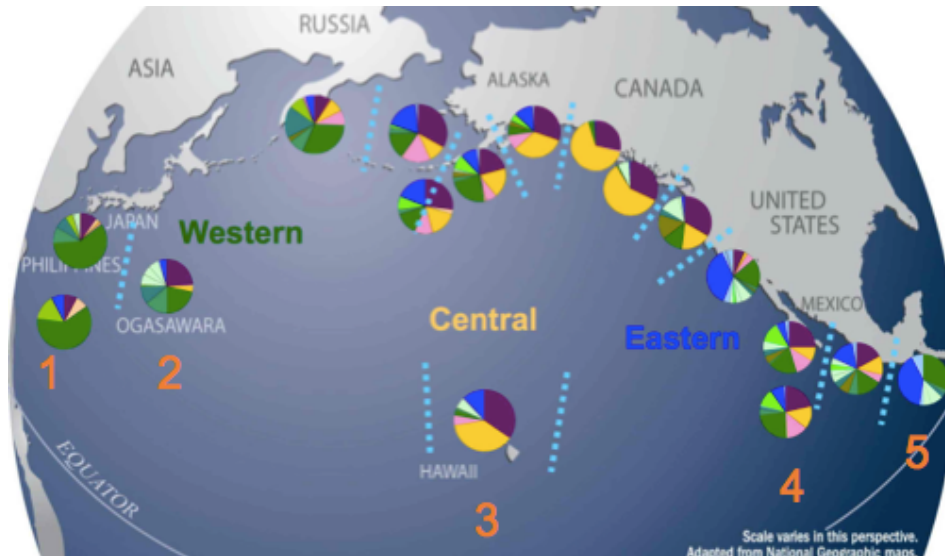 RUSSIA
ASIA
ALASKA
CANADA
UNITED
STATES
JAPAN
Western
PHILIPPINES
MEXICO
OGASAWARA
Central
Eastern
1
2
3
4
5
HAWAII
EQUATOR
Scale varies in this perspective.
Adapted from National Geographic maps.